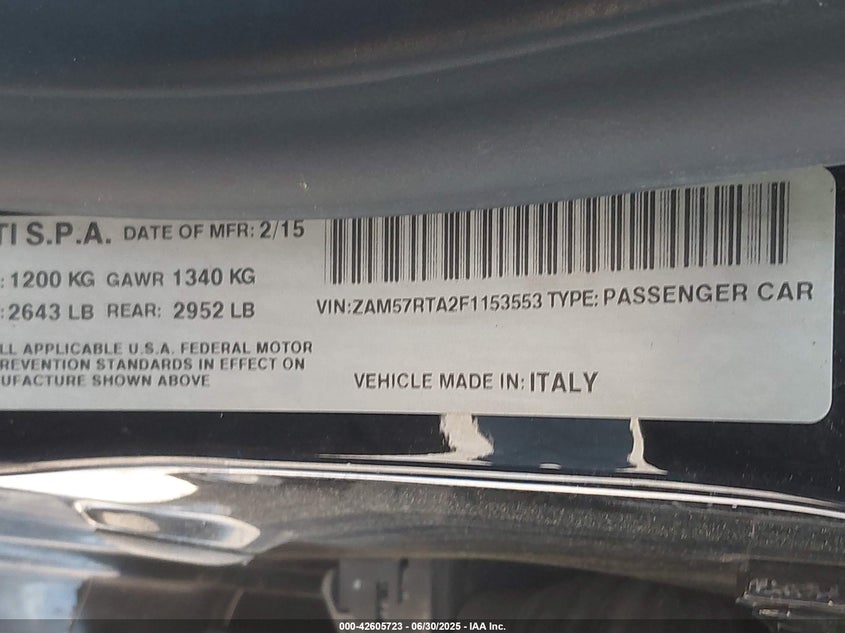 TI S.P.A. DATE OF MFR: 2/15
: 1200 KG GAWR 1340 KG
: 2643 LB REAR: 2952 LB
LL APPLICABLE U.S.A. FEDERAL MOTOR
REVENTION STANDARDS IN EFFECT ON
UFACTURE SHOWN ABOVE
VIN:ZAM57RTA2F1153553 TYPE: PASSENGER CAR
VEHICLE MADE IN: ITALY
000-42605723 - 06/30/2025 - IAA Inc.